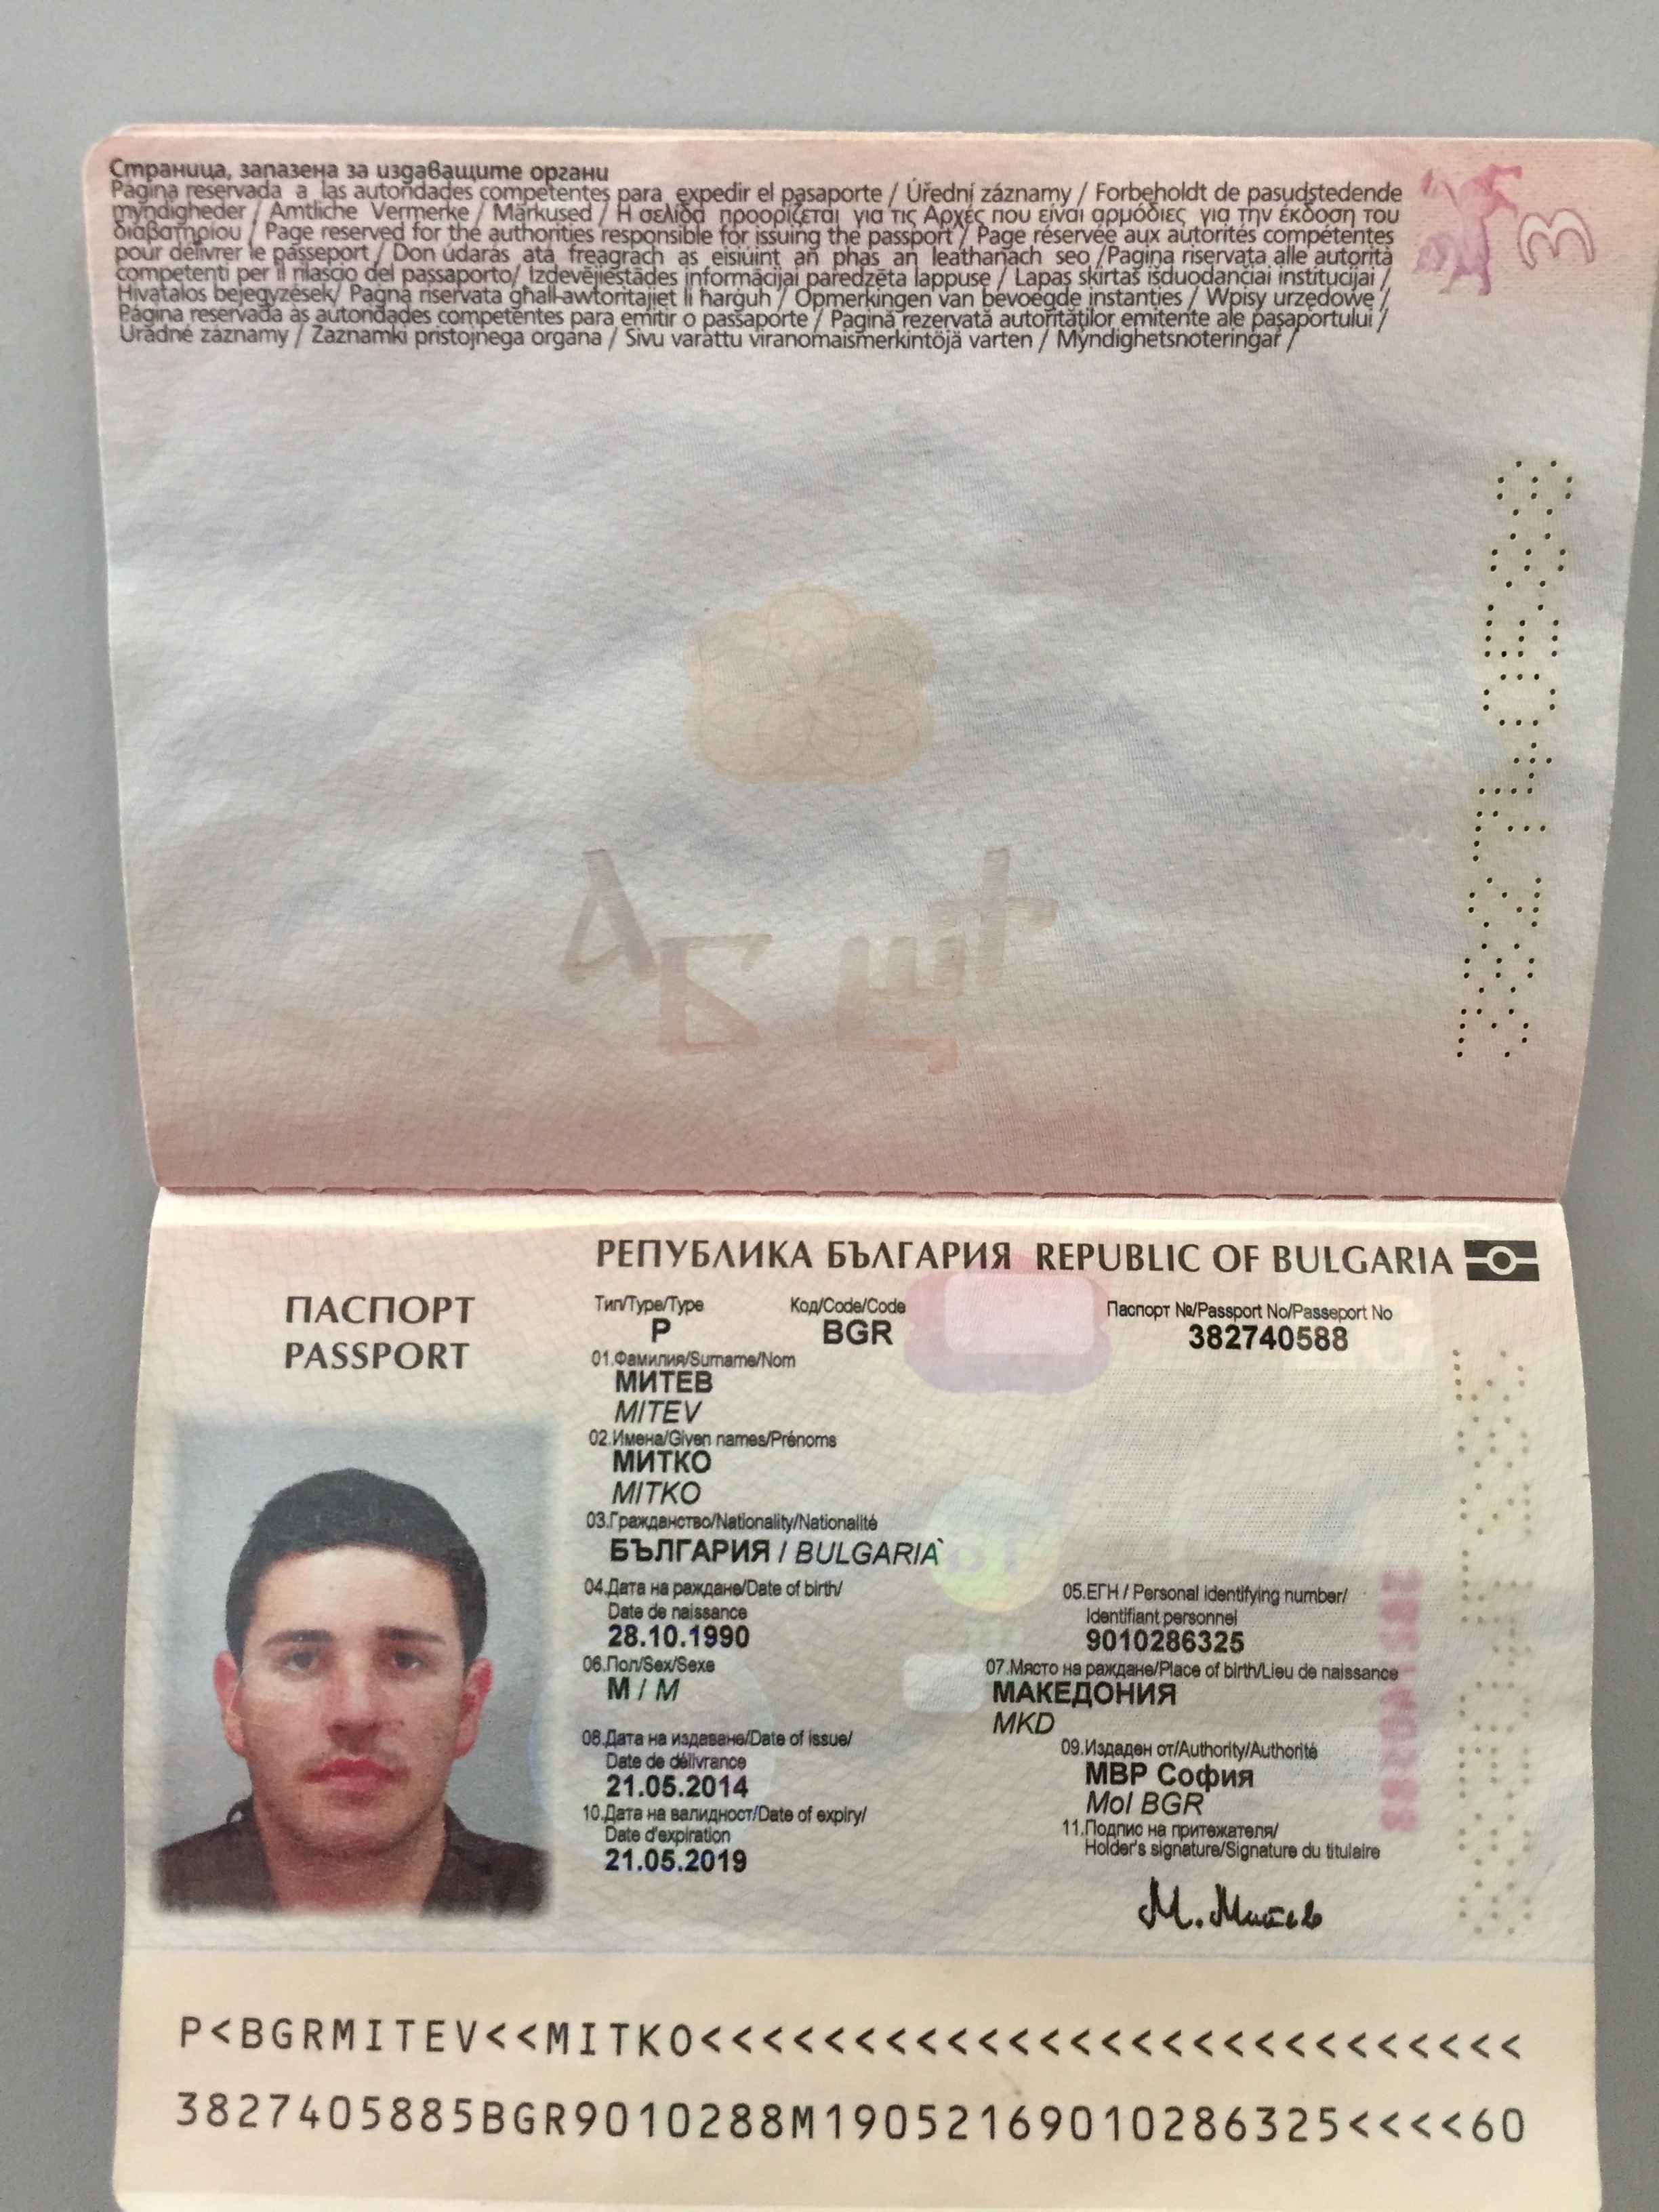 Страница, запазена за издаващите органи
Página reservada a las autoridades competentes para expedir el pasaporte / Úřední záznamy / Forbeholdt de pasudstedende
myndigheder / Amtliche Vermerke / Märkused / Η σελίδα προορίζεται για τις Αρχές που είναι αρμόδιες για την έκδοση του
διαβατηρίου / Page reserved for the authorities responsible for issuing the passport / Page réservée aux autorités compétentes
pour délivrer le passeport / Don údarás atá freagrach as eisiúint an phas an leathanach seo /Pagina riservata alle autorità
competenti per il rilascio del passaporto/ Izdevējiestādes informācijai paredzēta lappuse / Lapas skirtas išduodančiai institucijai /
Hivatalos bejegyzések/ Paġna riservata għall-awtoritajiet li ħarġuh / Opmerkingen van bevoegde instanties / Wpisy urzędowe /
Página reservada às autoridades competentes para emitir o passaporte / Pagină rezervată autorităților emitente ale pașaportului /
Úradné záznamy / Zaznamki pristojnega organa / Sivu varattu viranomaismerkintöjä varten / Myndighetsnoteringar /
3
382740588
РЕПУБЛИКА БЪЛГАРИЯ REPUBLIC OF BULGARIA
ПАСПОРТ
PASSPORT
Тип/Type/Type Код/Code/Code Паспорт №/Passport No/Passeport No
P BGR 382740588
01.Фамилия/Surname/Nom
МИТЕВ
MITEV
02.Имена/Given names/Prénoms
МИТКО
MITKO
03.Гражданство/Nationality/Nationalité
БЪЛГАРИЯ / BULGARIA
04.Дата на раждане/Date of birth/ 05.ЕГН / Personal identifying number/
Date de naissance Identifiant personnel
28.10.1990 9010286325
06.Пол/Sex/Sexe 07.Място на раждане/Place of birth/Lieu de naissance
М / M МАКЕДОНИЯ
MKD
08.Дата на издаване/Date of issue/ 09.Издаден от/Authority/Authorité
Date de délivrance МВР София
21.05.2014 MoI BGR
10.Дата на валидност/Date of expiry/ 11.Подпис на притежателя/
Date d'expiration Holder's signature/Signature du titulaire
21.05.2019
М. Митев
P<BGRMITEV<<MITKO<<<<<<<<<<<<<<<<<<<<<<<<<<<
3827405885BGR9010288M19052169010286325<<<<60